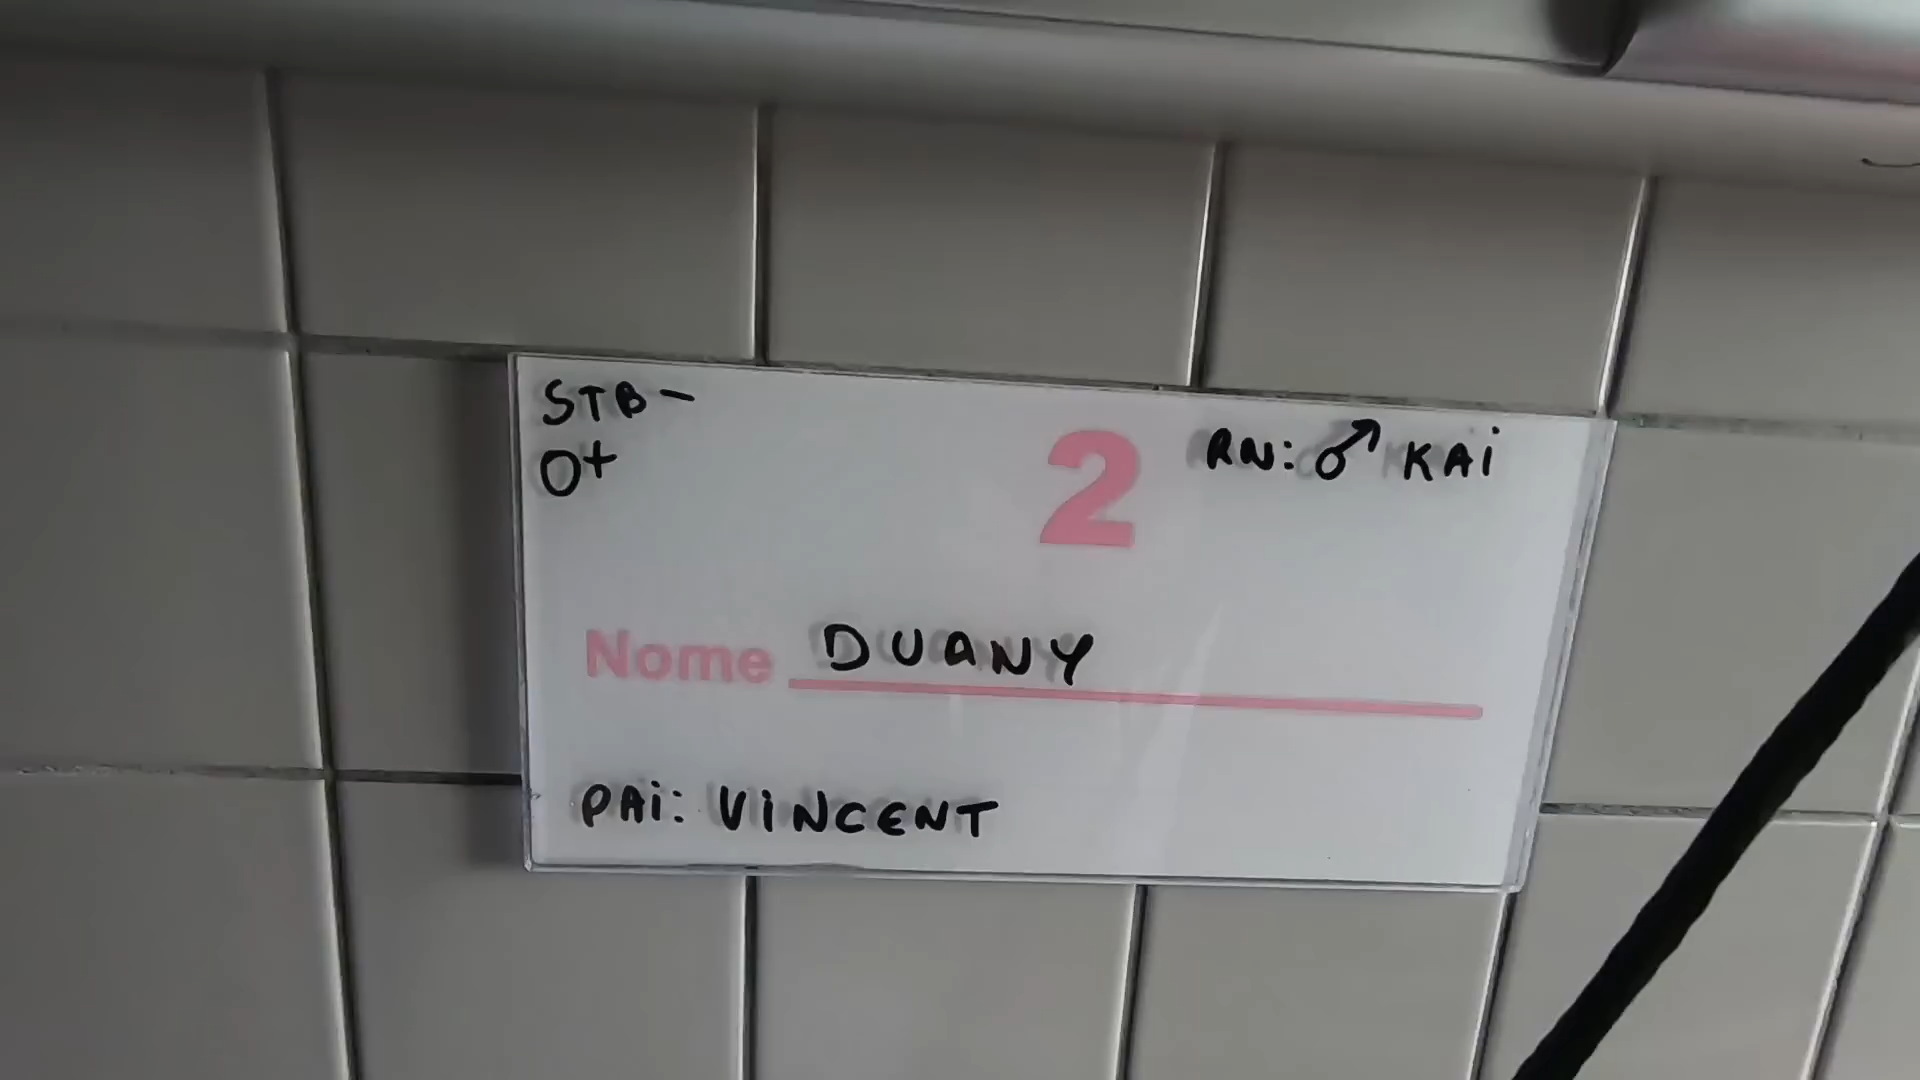 STB-
O+
2
RN: ♂ KAi
Nome DUANY
PAi: ViNCENT